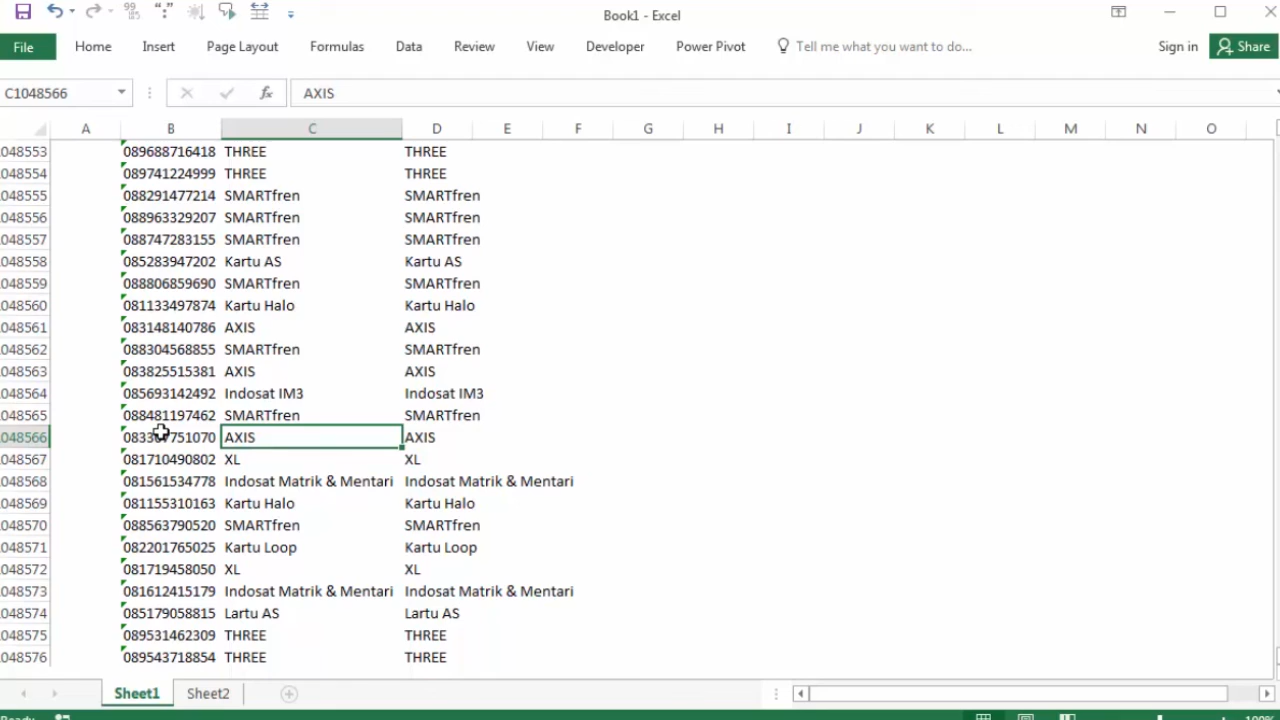 Book1 - Excel
File Home Insert Page Layout Formulas Data Review View Developer Power Pivot Tell me what you want to do... Sign in Share
C1048566 fx AXIS
A B C D E F G H I J K L M N O
048553 089688716418 THREE THREE
048554 089741224999 THREE THREE
048555 088291477214 SMARTfren SMARTfren
048556 088963329207 SMARTfren SMARTfren
048557 088747283155 SMARTfren SMARTfren
048558 085283947202 Kartu AS Kartu AS
048559 088806859690 SMARTfren SMARTfren
048560 081133497874 Kartu Halo Kartu Halo
048561 083148140786 AXIS AXIS
048562 088304568855 SMARTfren SMARTfren
048563 083825515381 AXIS AXIS
048564 085693142492 Indosat IM3 Indosat IM3
048565 088481197462 SMARTfren SMARTfren
048566 AXIS AXIS
048567 081710490802 XL XL
048568 081561534778 Indosat Matrik & Mentari Indosat Matrik & Mentari
048569 081155310163 Kartu Halo Kartu Halo
048570 088563790520 SMARTfren SMARTfren
048571 082201765025 Kartu Loop Kartu Loop
048572 081719458050 XL XL
048573 081612415179 Indosat Matrik & Mentari Indosat Matrik & Mentari
048574 085179058815 Lartu AS Lartu AS
048575 089531462309 THREE THREE
048576 089543718854 THREE THREE
Sheet1 Sheet2